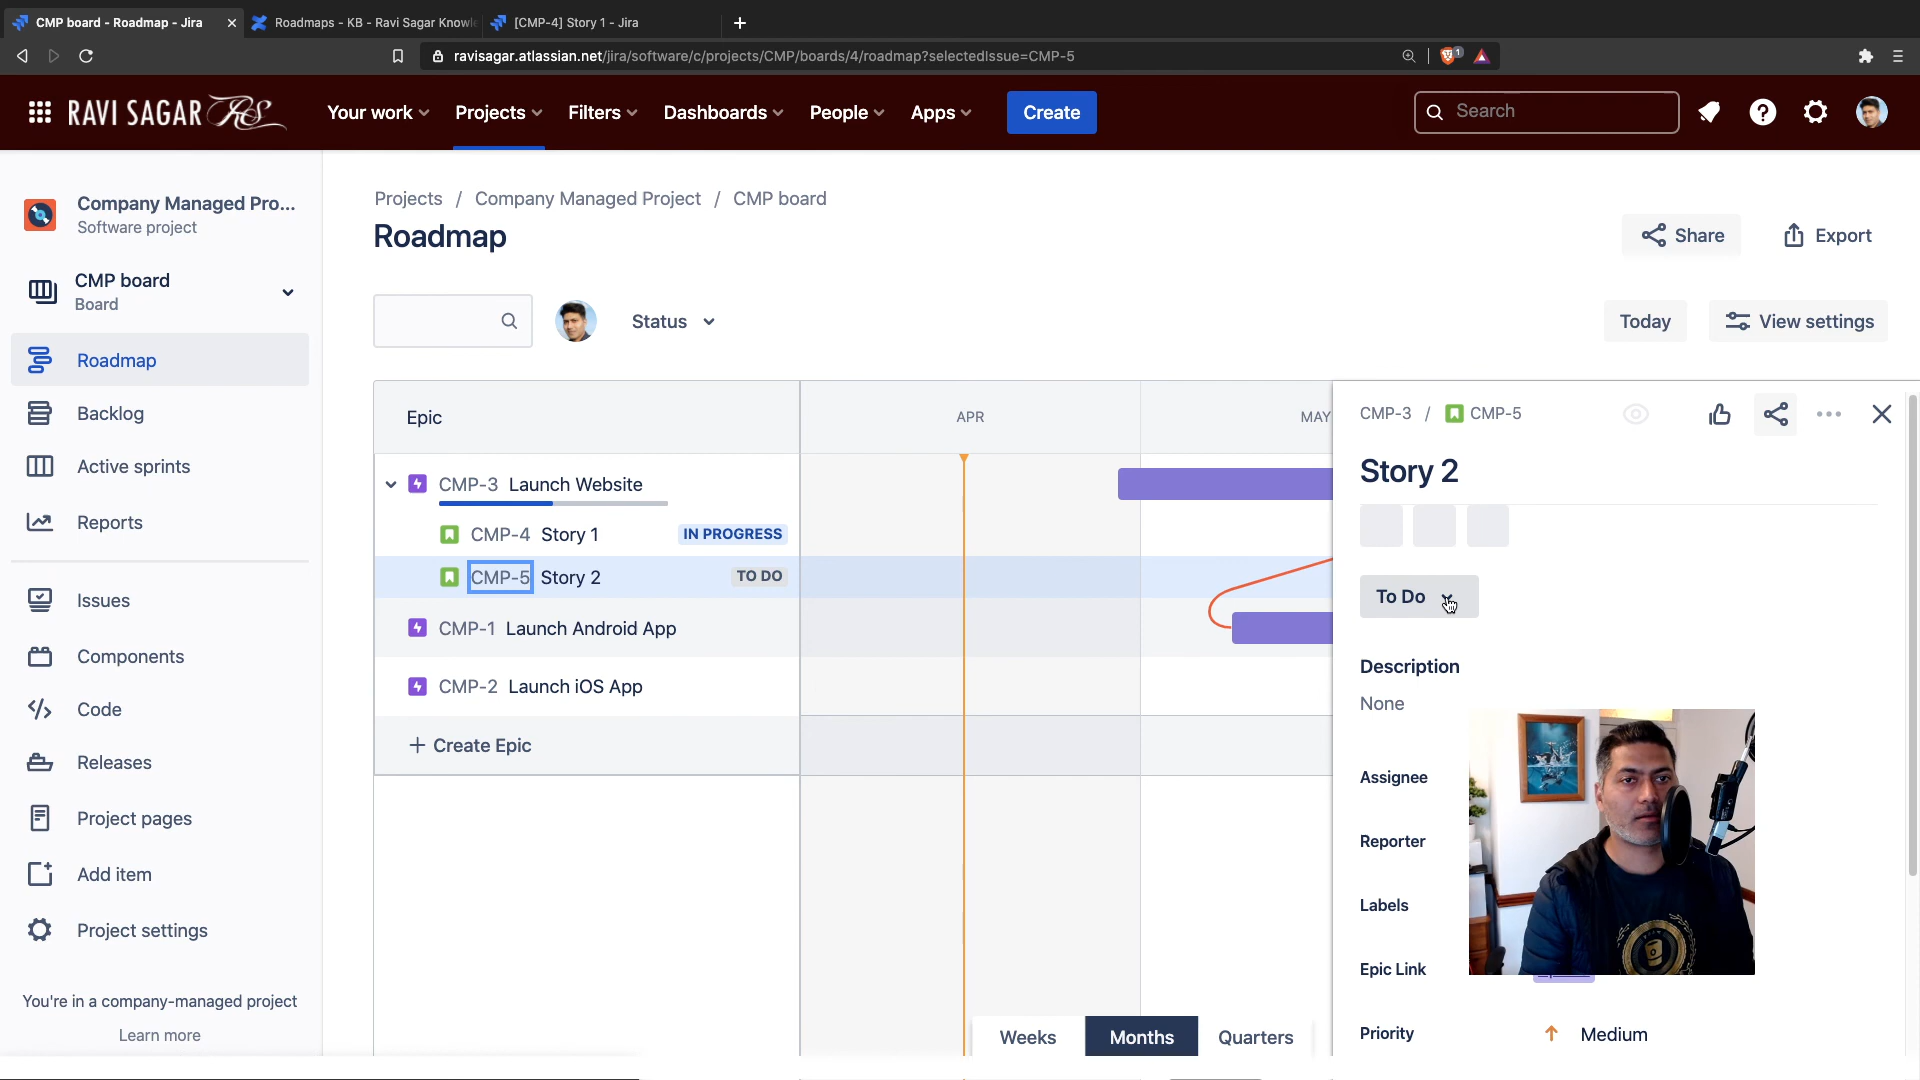 CMP board - Roadmap - Jira
Roadmaps - KB - Ravi Sagar Knowle
[CMP-4] Story 1 - Jira
ravisagar.atlassian.net/jira/software/c/projects/CMP/boards/4/roadmap?selectedIssue=CMP-5
1
RAVI SAGAR RS
Your work
Projects
Filters
Dashboards
People
Apps
Create
Search
Company Managed Pro...
Software project
CMP board
Board
Roadmap
Backlog
Active sprints
Reports
Issues
Components
Code
Releases
Project pages
Add item
Project settings
You're in a company-managed project
Learn more
Projects / Company Managed Project / CMP board
Roadmap
Share
Export
Status
Today
View settings
Epic
APR
MAY
CMP-3 Launch Website
CMP-4 Story 1 IN PROGRESS
CMP-5 Story 2 TO DO
CMP-1 Launch Android App
CMP-2 Launch iOS App
+ Create Epic
Weeks
Months
Quarters
CMP-3 / CMP-5
Story 2
To Do
Description
None
Assignee
Reporter
Labels
Epic Link
Priority
Medium